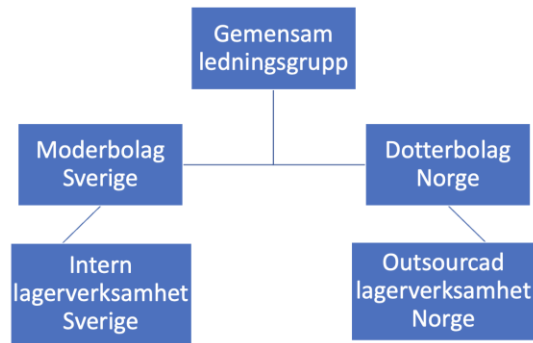 Gemensam
ledningsgrupp
Moderbolag
Sverige
Dotterbolag
Norge
Intern
lagerverksamhet
Sverige
Outsourcad
lagerverksamhet
Norge